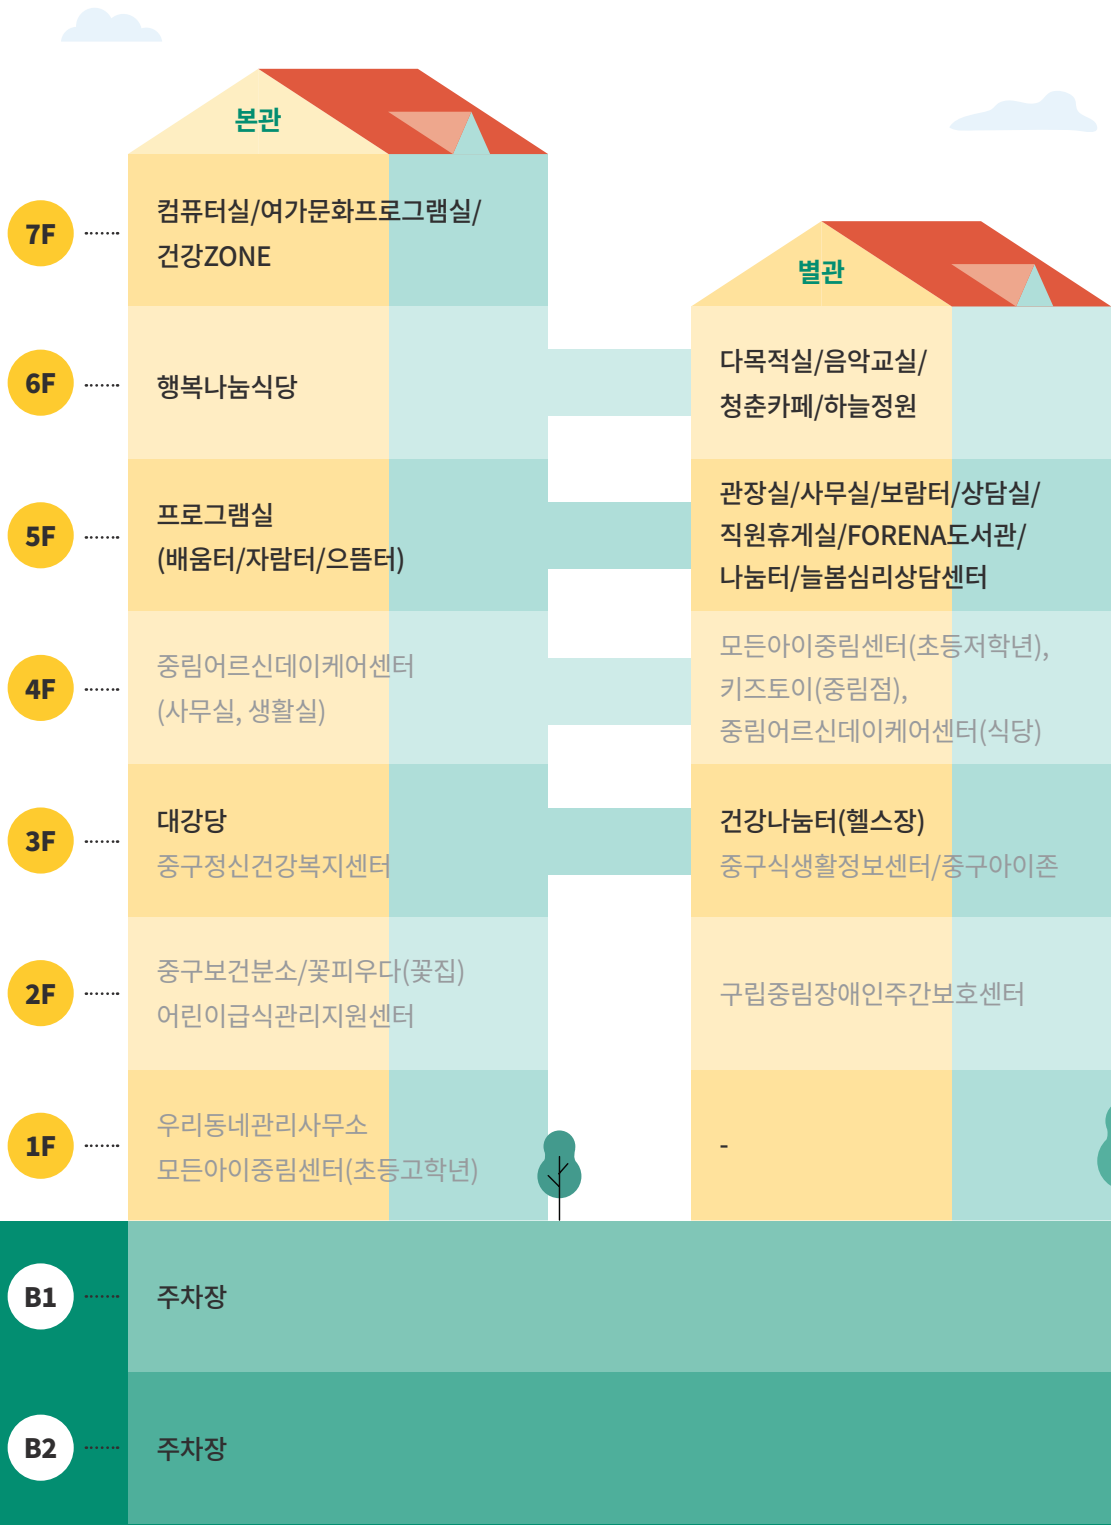 본관
별관
7F
컴퓨터실/여가문화프로그램실/
건강ZONE
6F
행복나눔식당
다목적실/음악교실/
청춘카페/하늘정원
5F
프로그램실
(배움터/자람터/으뜸터)
관장실/사무실/보람터/상담실/
직원휴게실/FORENA도서관/
나눔터/늘봄심리상담센터
4F
중림어르신데이케어센터
(사무실, 생활실)
모든아이중림센터(초등저학년),
키즈토이(중림점),
중림어르신데이케어센터(식당)
3F
대강당
중구정신건강복지센터
건강나눔터(헬스장)
중구식생활정보센터/중구아이존
2F
중구보건분소/꽃피우다(꽃집)
어린이급식관리지원센터
구립중림장애인주간보호센터
1F
우리동네관리사무소
모든아이중림센터(초등고학년)
-
B1
주차장
B2
주차장